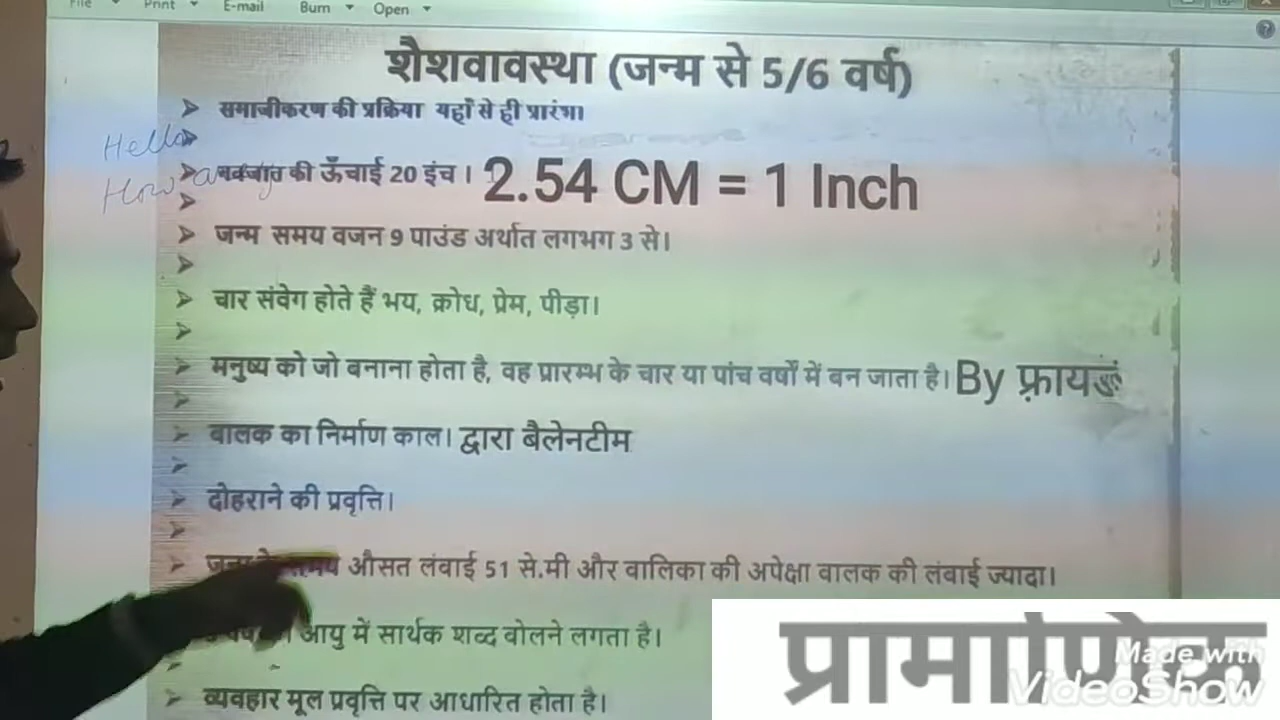 File Print E-mail Burn Open
शैशवावस्था (जन्म से 5/6 वर्ष)
➤ समाजीकरण की प्रक्रिया यहाँ से ही प्रारंभ।
Hello
➤ नवजात की ऊँचाई 20 इंच। 2.54 CM = 1 Inch
How
➤ जन्म समय वजन 9 पाउंड अर्थात लगभग 3 से।
➤ चार संवेग होते हैं भय, क्रोध, प्रेम, पीड़ा।
➤ मनुष्य को जो बनाना होता है, वह प्रारम्भ के चार या पांच वर्षों में बन जाता है। By फ़्रायड
➤ बालक का निर्माण काल। द्वारा बैलेनटीम
➤ दोहराने की प्रवृत्ति।
➤ समय औसत लंबाई 51 से.मी और वालिका की अपेक्षा वालक की लंबाई ज्यादा।
आयु में सार्थक शब्द वोलने लगता है।
➤ व्यवहार मूल प्रवृत्ति पर आधारित होता है।
प्रामाणिक
Made with
VideoShow